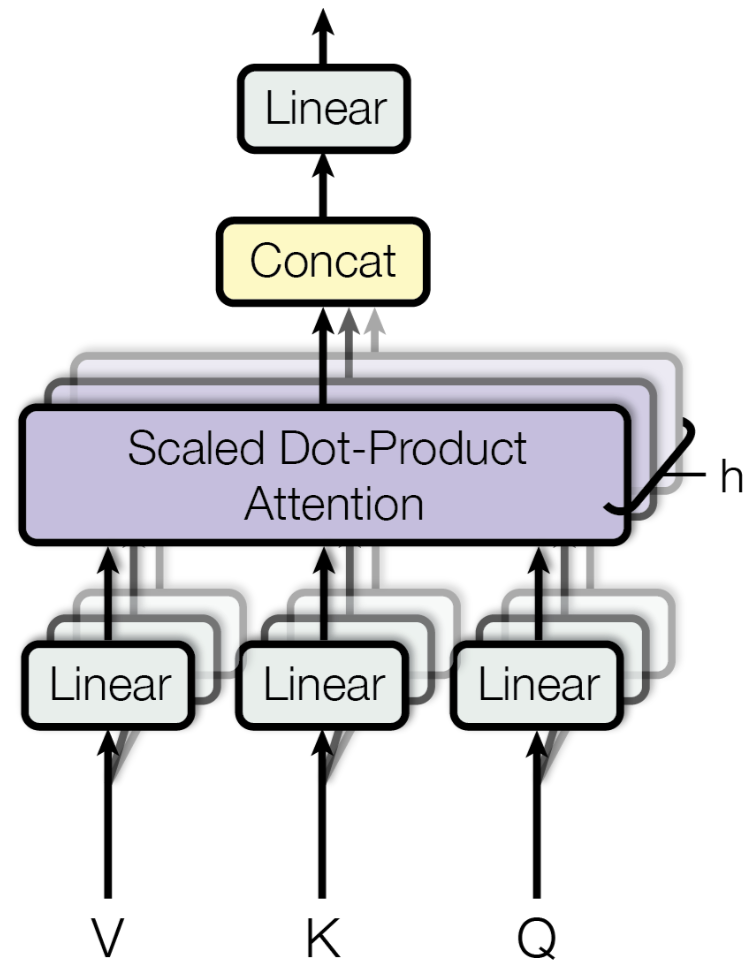 Linear
Concat
Scaled Dot-Product
Attention
h
Linear
Linear
Linear
V
K
Q